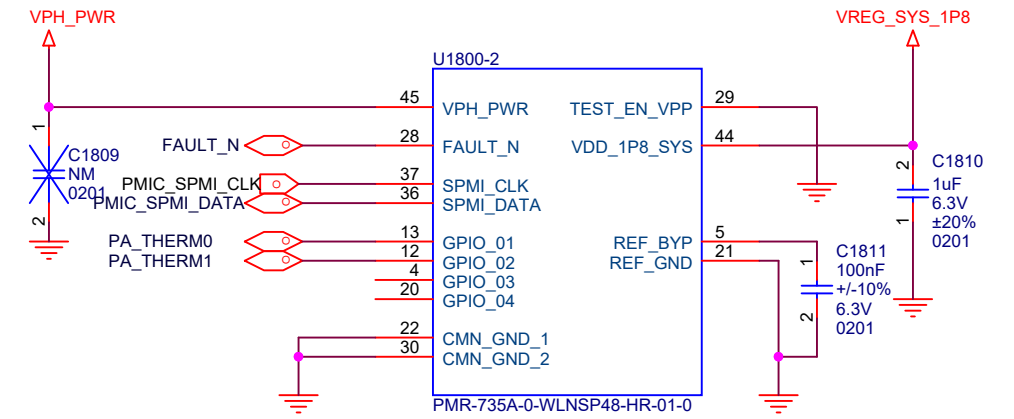 VPH_PWR
VREG_SYS_1P8
U1800-2
45
VPH_PWR
TEST_EN_VPP
29
FAULT_N
28
FAULT_N
VDD_1P8_SYS
44
1
C1809
NM
0201
2
PMIC_SPMI_CLK
37
SPMI_CLK
PMIC_SPMI_DATA
36
SPMI_DATA
2
C1810
1uF
6.3V
±20%
0201
1
PA_THERM0
13
GPIO_01
REF_BYP
5
PA_THERM1
12
GPIO_02
REF_GND
21
4
GPIO_03
20
GPIO_04
1
C1811
100nF
+/-10%
6.3V
0201
2
22
CMN_GND_1
30
CMN_GND_2
PMR-735A-0-WLNSP48-HR-01-0